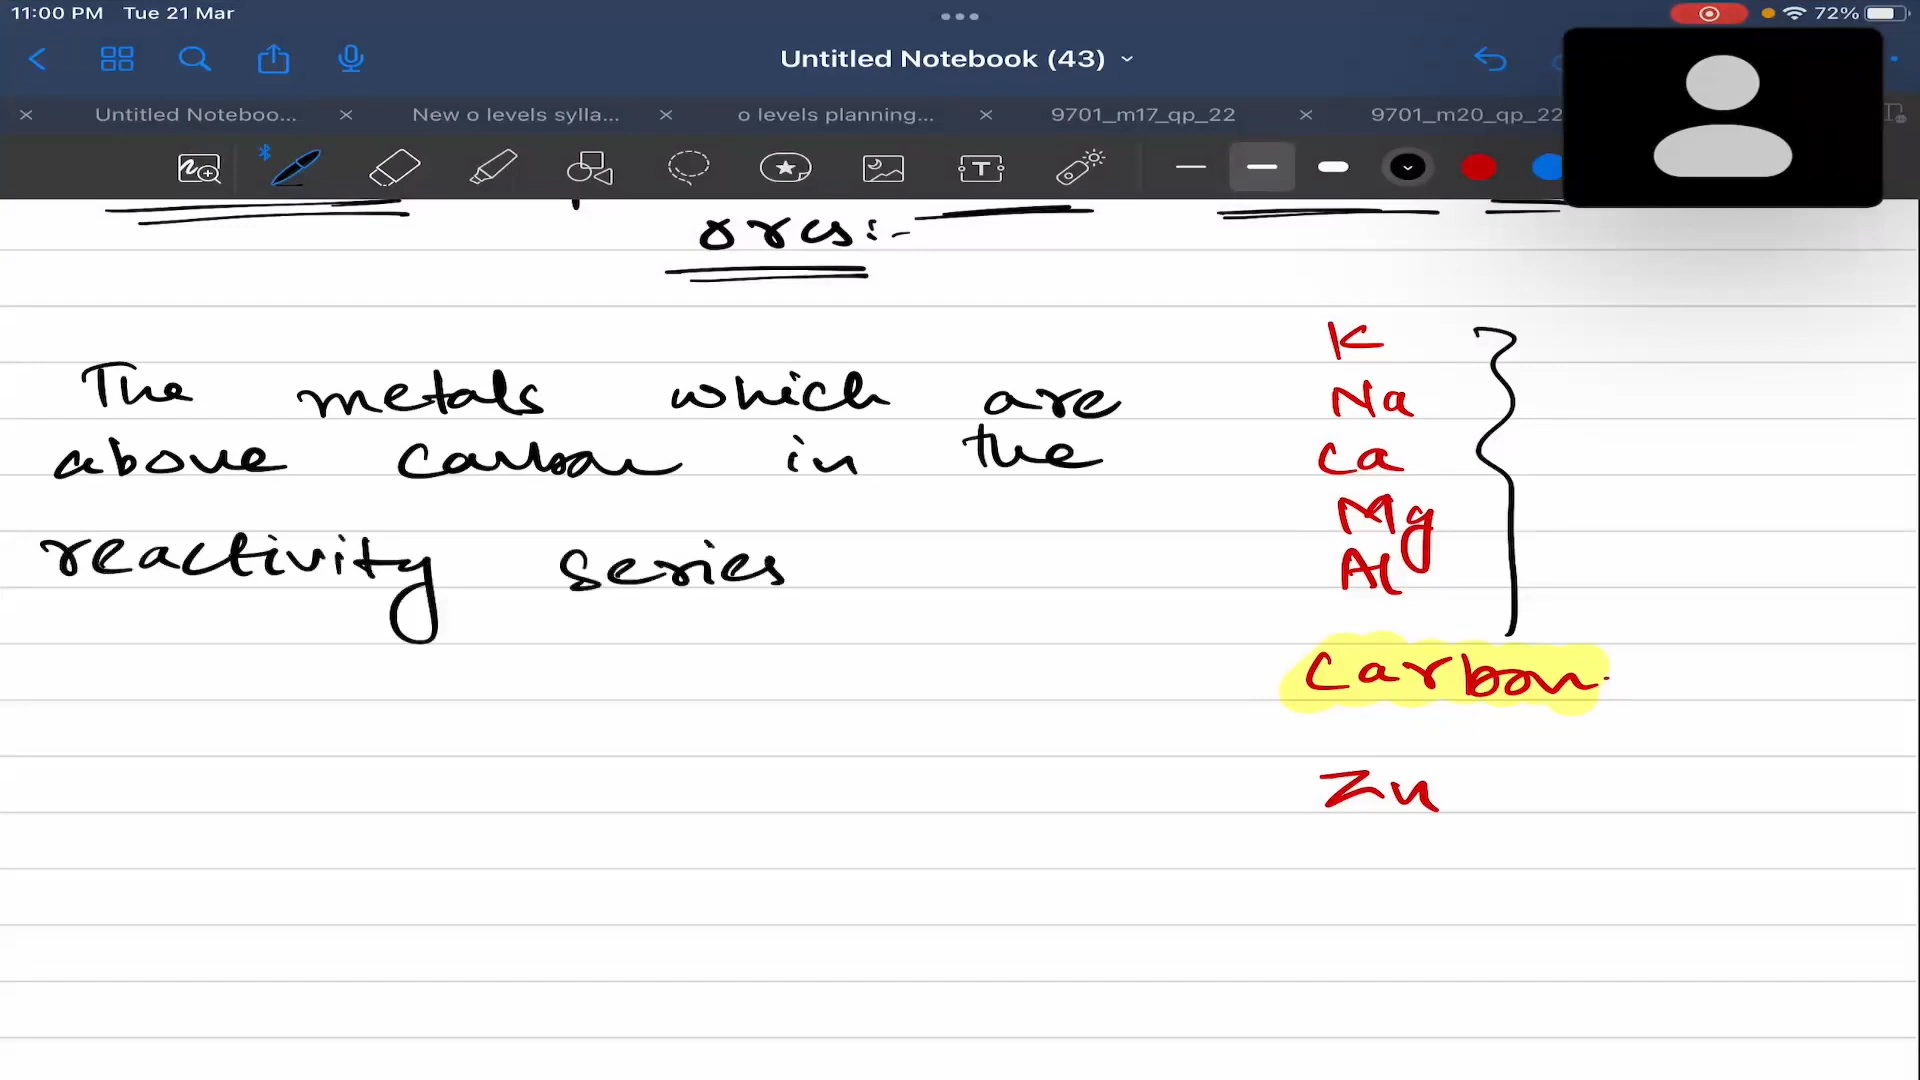 11:00 PM Tue 21 Mar
72%
Untitled Notebook (43)
Untitled Noteboo...
New o levels sylla...
o levels planning...
9701_m17_qp_22
9701_m20_qp_22
ores:-
K
The metals which are
Na
above carbon in the
Ca
Mg
reactivity series
Al
Carbon.
Zn